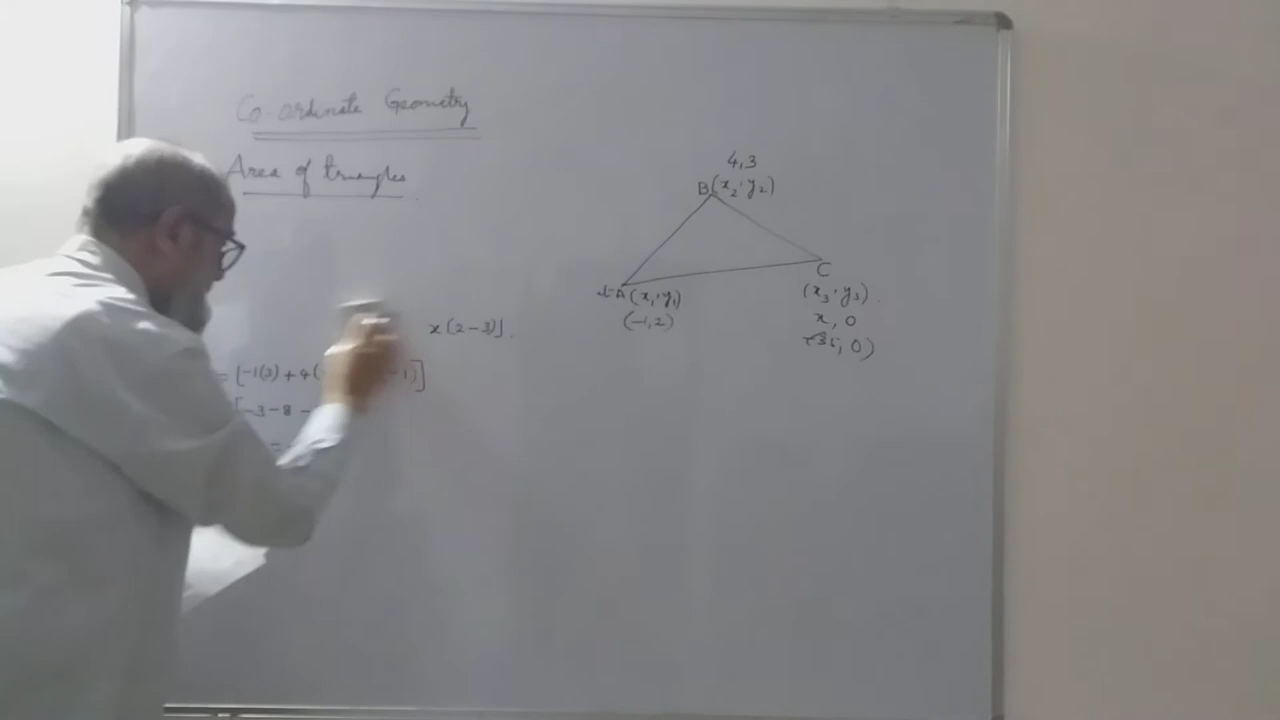 Co-ordinate Geometry
Area of triangles
4,3
B(x₂, y₂)
C
A(x₁, y₁)
(x₃, y₃)
(-1,2)
x, 0
x(2-3)]
= [-1(3) + 4(
-1)]
[-3-8-
=